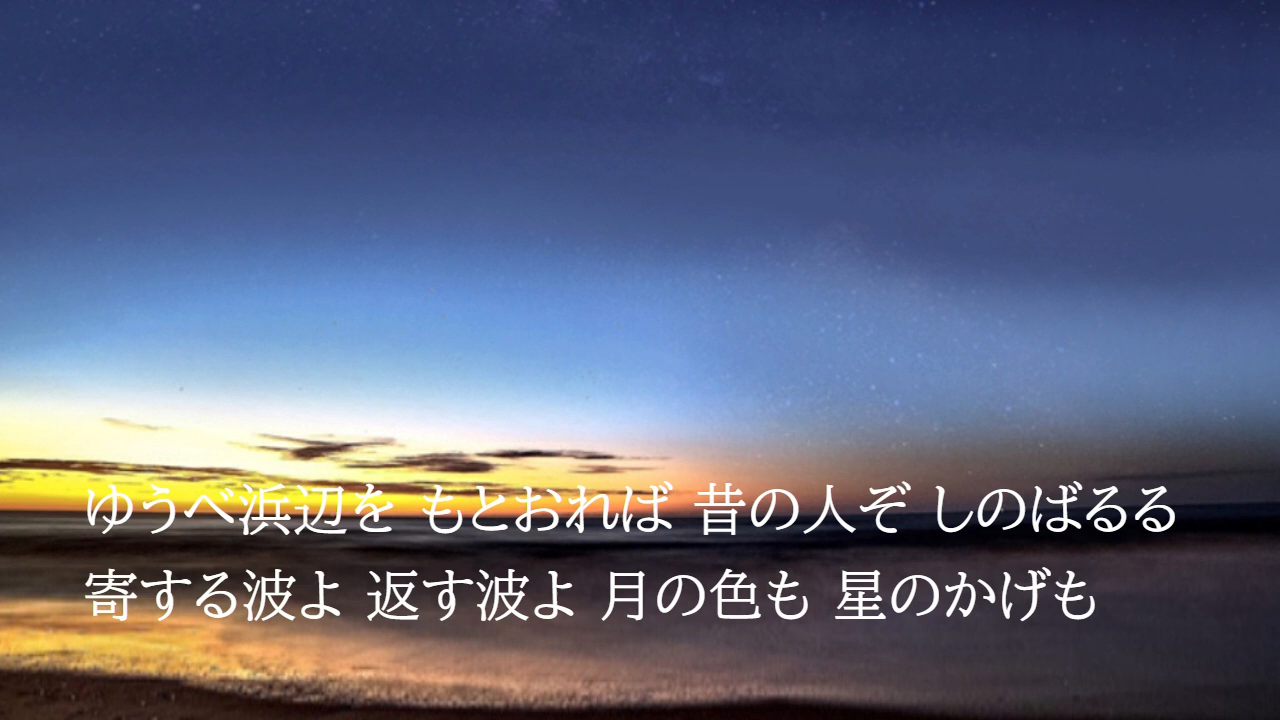 ゆうべ浜辺を もとおれば 昔の人ぞ しのばるる
寄する波よ 返す波よ 月の色も 星のかげも